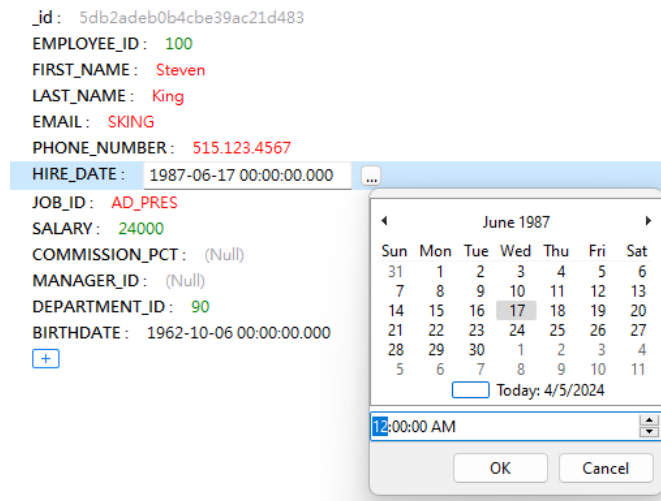 _id : 5db2adeb0b4cbe39ac21d483
EMPLOYEE_ID : 100
FIRST_NAME : Steven
LAST_NAME : King
EMAIL : SKING
PHONE_NUMBER : 515.123.4567
HIRE_DATE : 1987-06-17 00:00:00.000 ...
JOB_ID : AD_PRES
SALARY : 24000
COMMISSION_PCT : (Null)
MANAGER_ID : (Null)
DEPARTMENT_ID : 90
BIRTHDATE : 1962-10-06 00:00:00.000
+
June 1987
Sun Mon Tue Wed Thu Fri Sat
31 1 2 3 4 5 6
7 8 9 10 11 12 13
14 15 16 17 18 19 20
21 22 23 24 25 26 27
28 29 30 1 2 3 4
5 6 7 8 9 10 11
Today: 4/5/2024
12:00:00 AM
OK Cancel